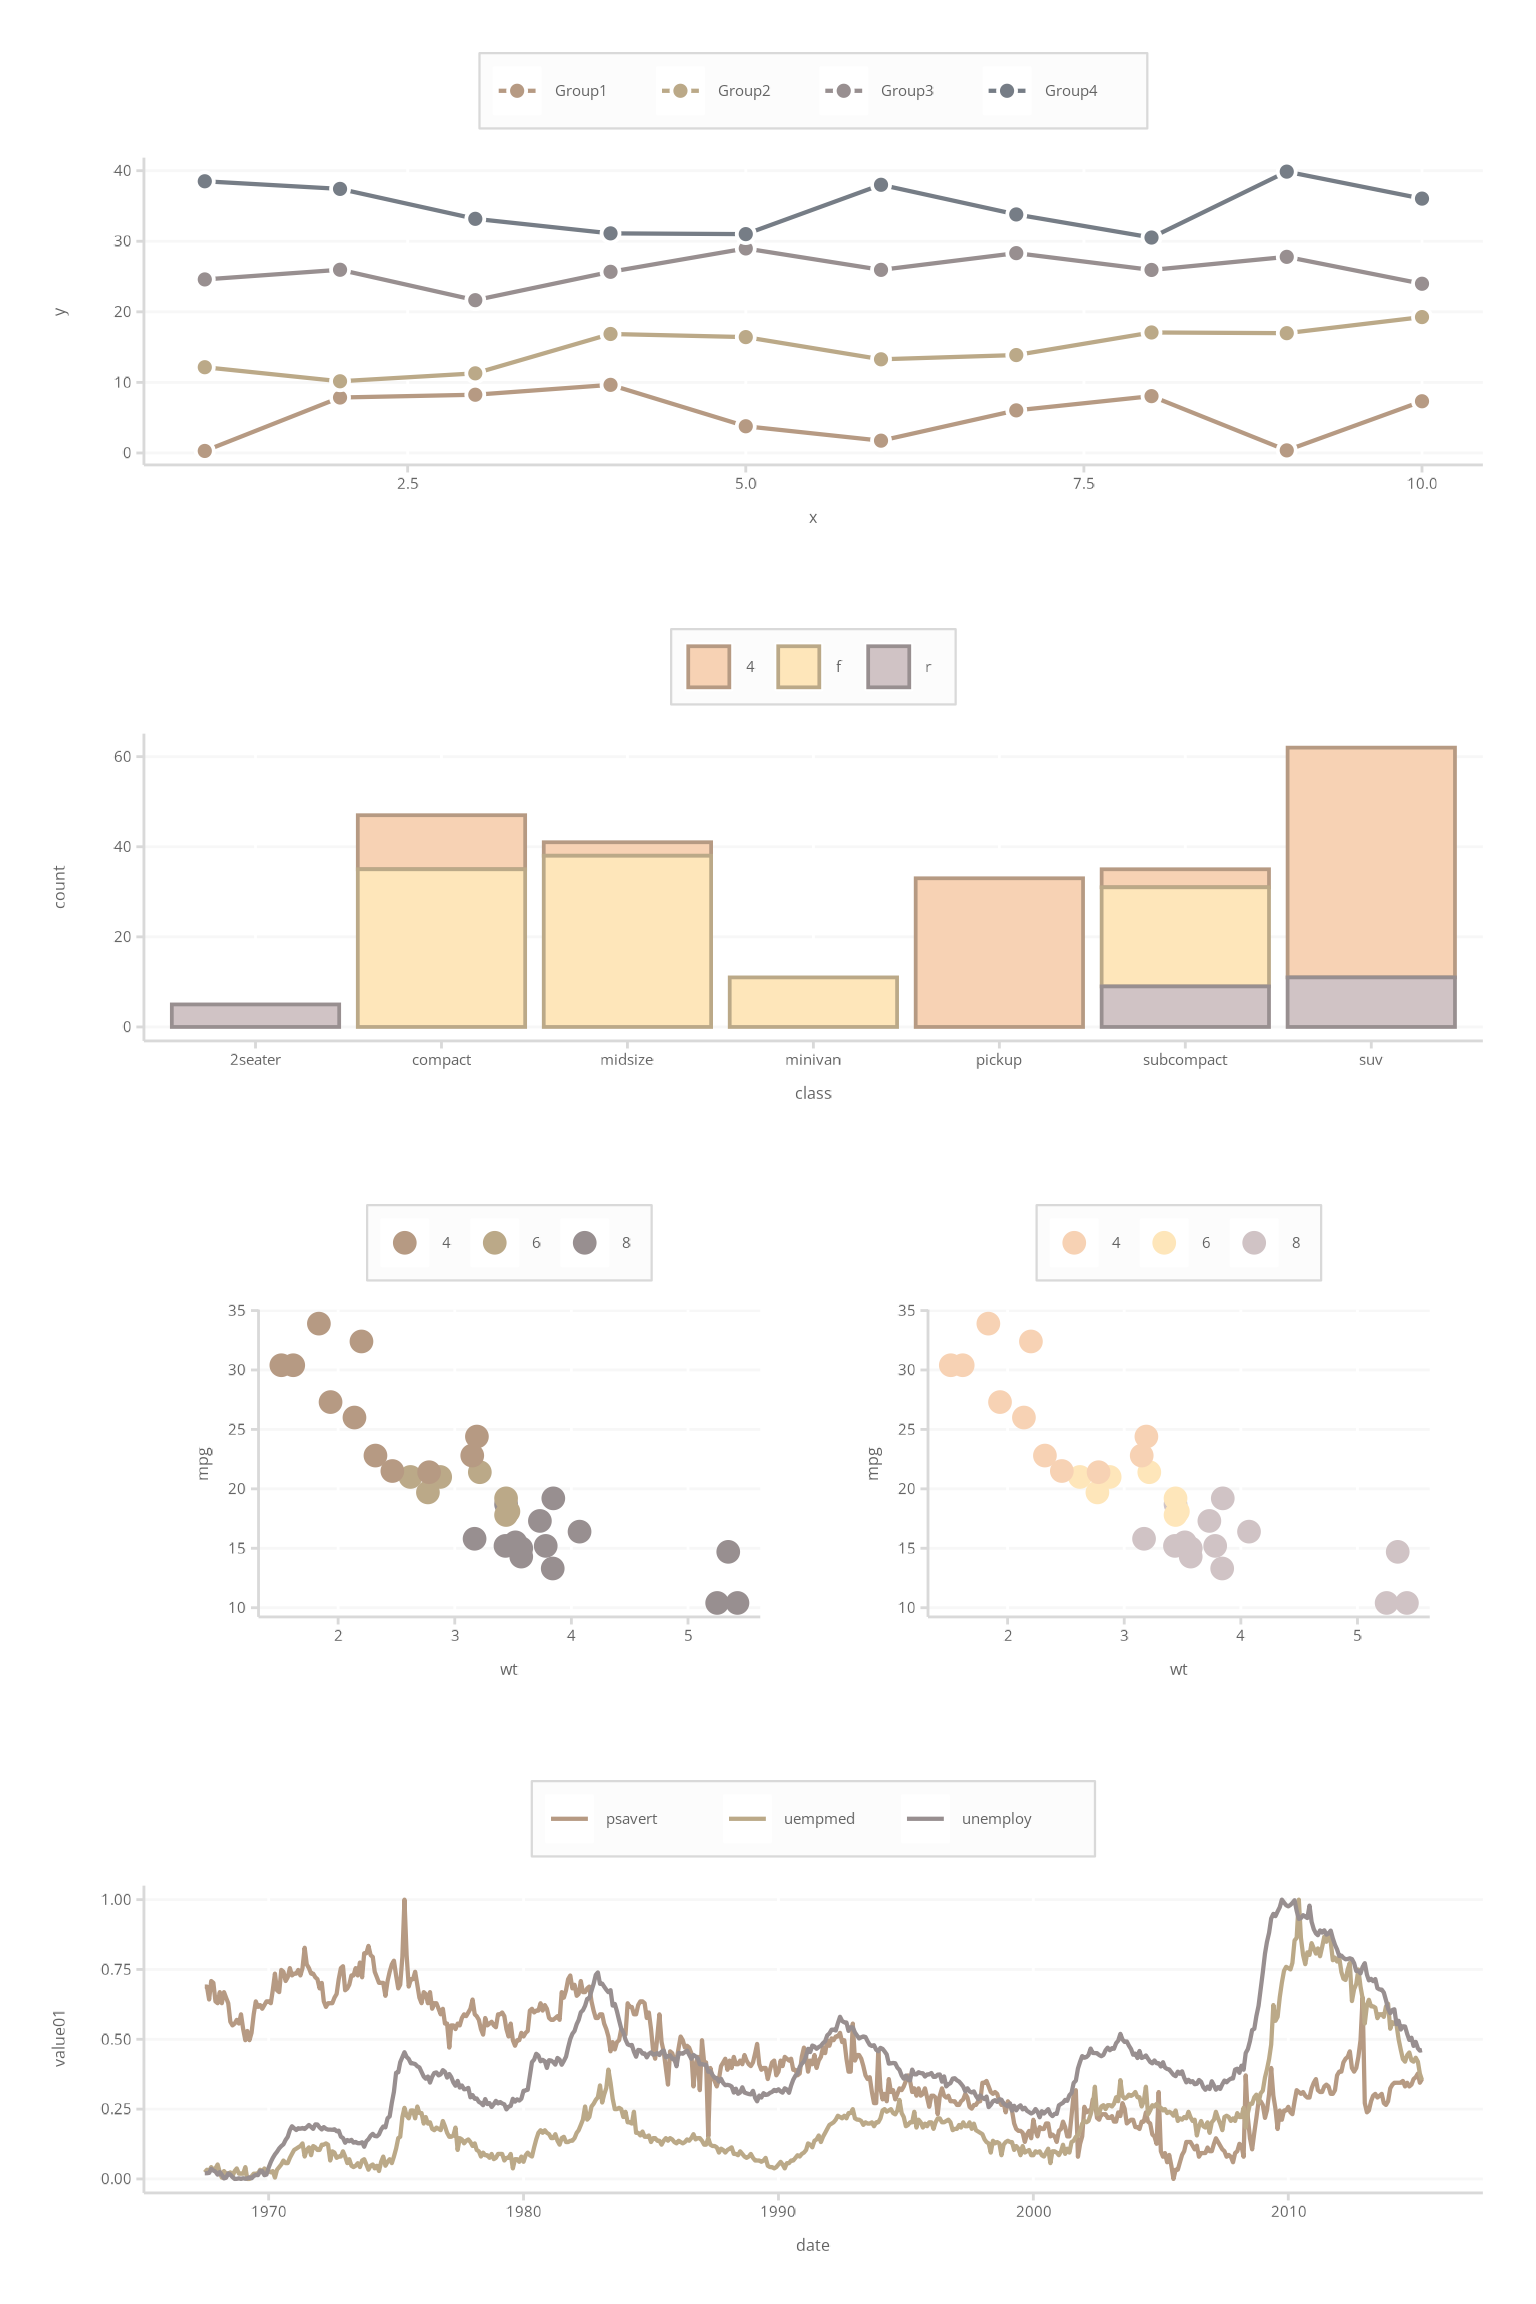 Group1 Group2 Group3 Group4
40
30
20
10
0
y
2.5 5.0 7.5 10.0
x
4 f r
60
40
20
0
count
2seater compact midsize minivan pickup subcompact suv
class
4 6 8
35
30
25
20
15
10
mpg
2 3 4 5
wt
4 6 8
35
30
25
20
15
10
mpg
2 3 4 5
wt
psavert uempmed unemploy
1.00
0.75
0.50
0.25
0.00
value01
1970 1980 1990 2000 2010
date